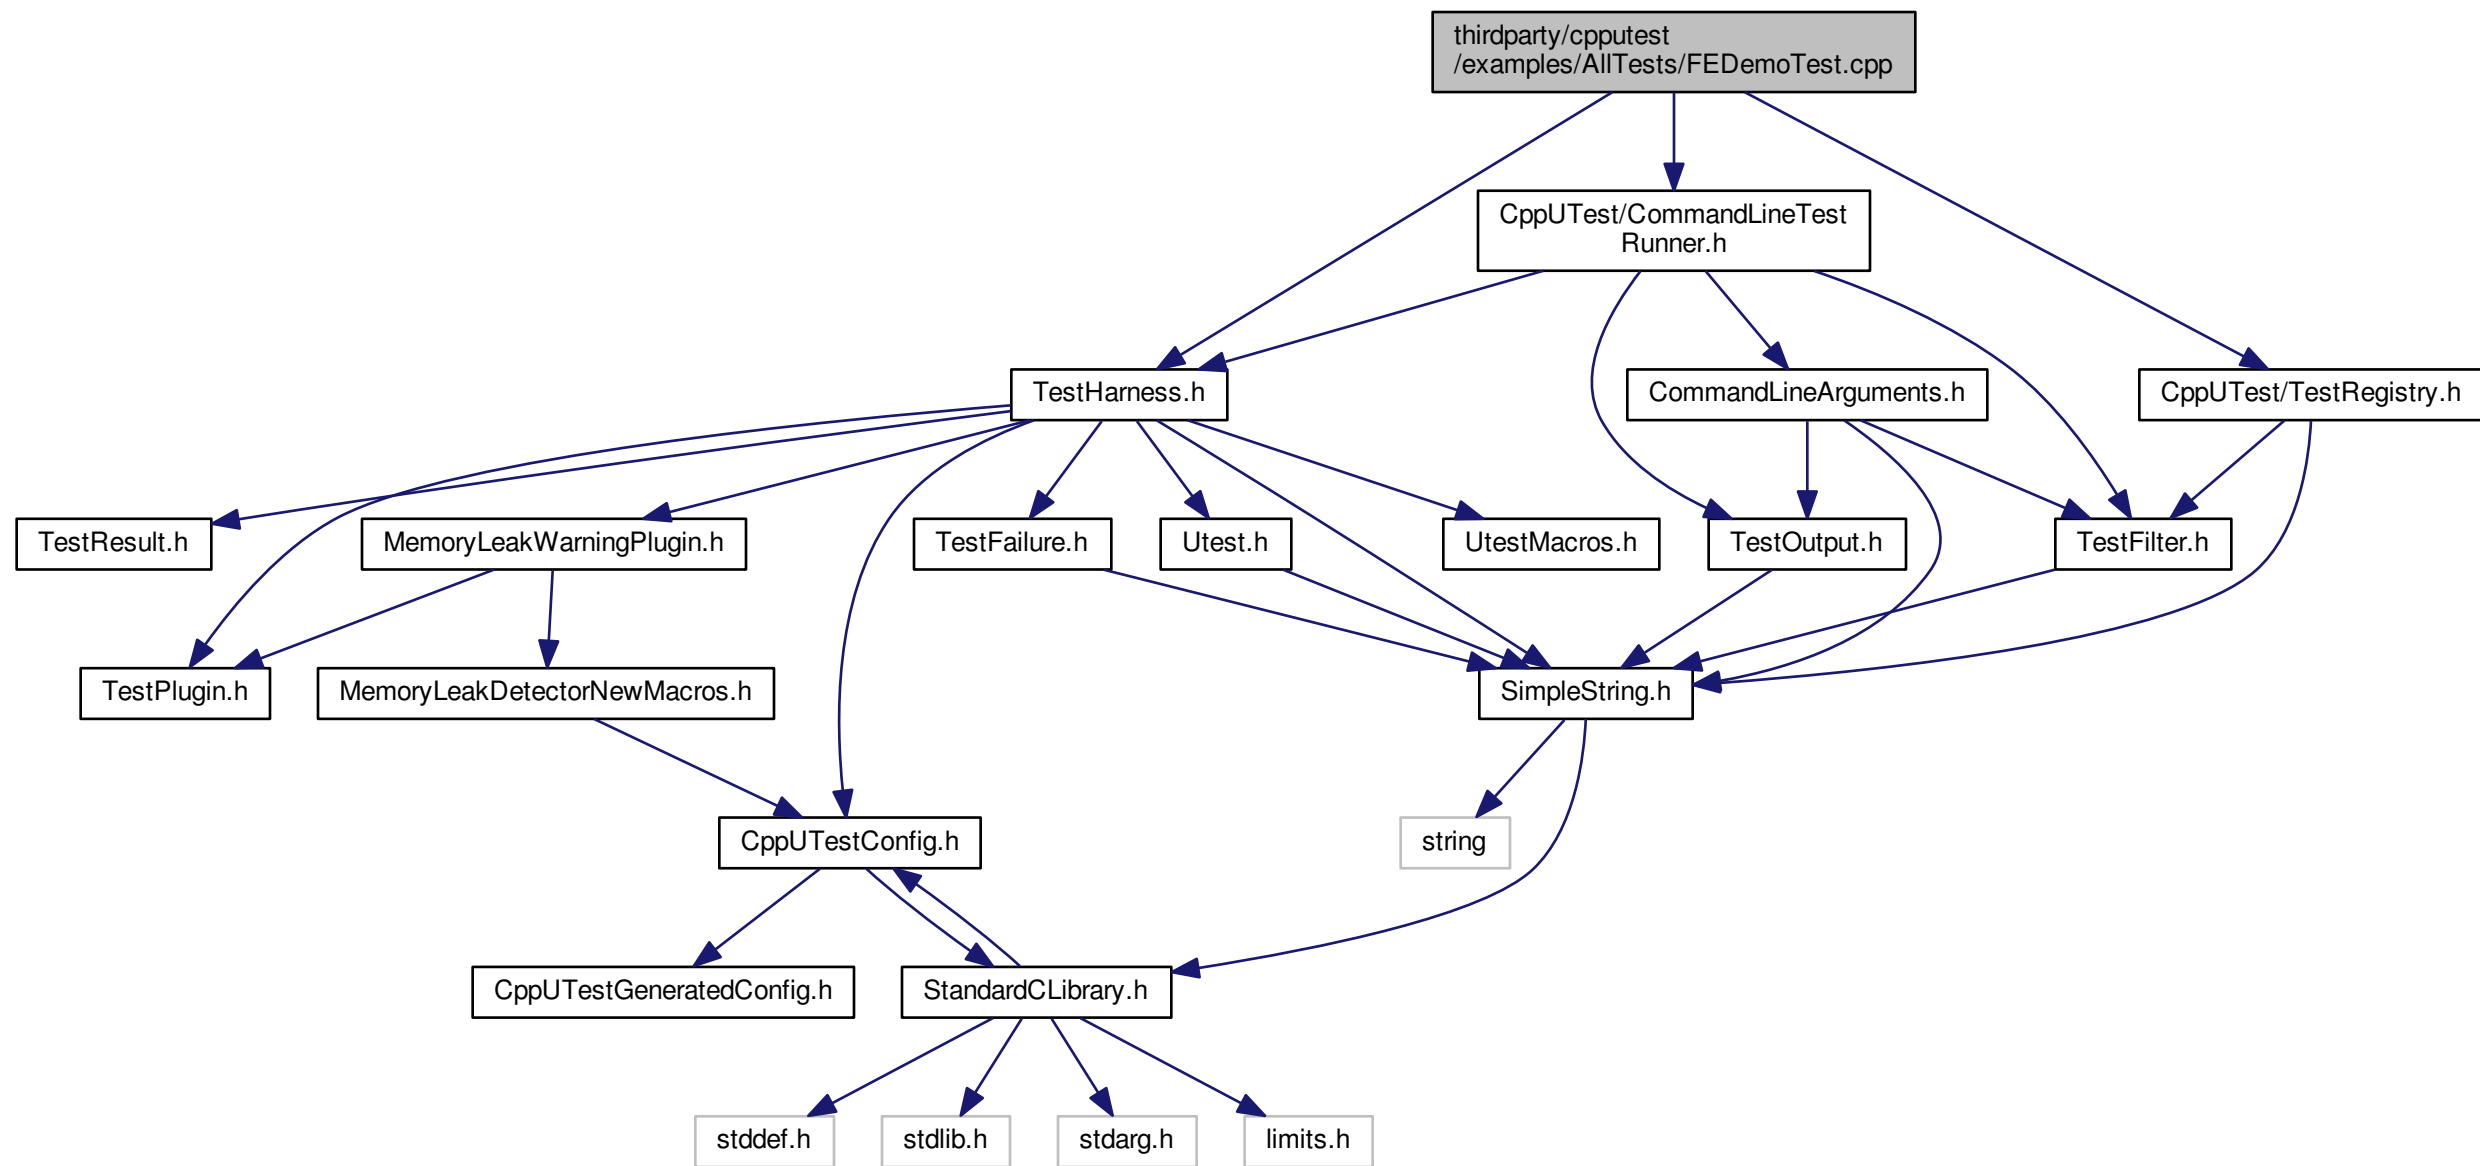 thirdparty/cpputest
/examples/AllTests/FEDemoTest.cpp
CppUTest/CommandLineTest
Runner.h
TestHarness.h
CommandLineArguments.h
CppUTest/TestRegistry.h
TestResult.h
MemoryLeakWarningPlugin.h
TestFailure.h
Utest.h
UtestMacros.h
TestOutput.h
TestFilter.h
TestPlugin.h
MemoryLeakDetectorNewMacros.h
SimpleString.h
CppUTestConfig.h
string
CppUTestGeneratedConfig.h
StandardCLibrary.h
stddef.h
stdlib.h
stdarg.h
limits.h